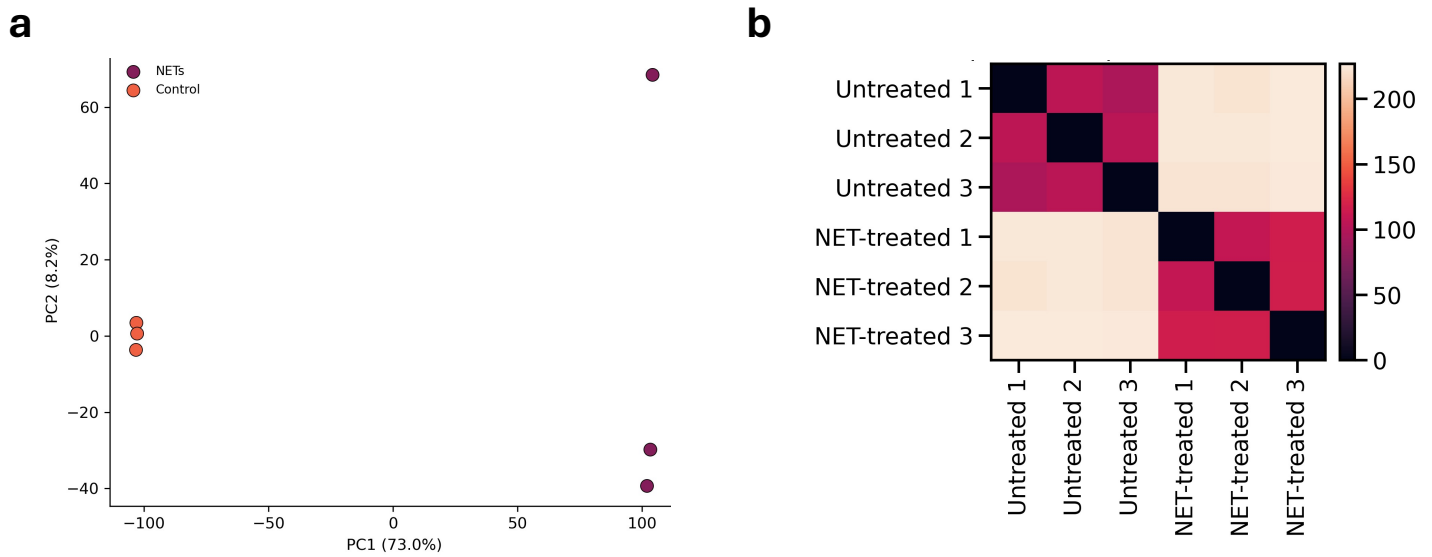 a
NETs
Control
60
40
20
0
−20
−40
PC2 (8.2%)
−100
−50
0
50
100
PC1 (73.0%)
b
Untreated 1
Untreated 2
Untreated 3
NET-treated 1
NET-treated 2
NET-treated 3
Untreated 1
Untreated 2
Untreated 3
NET-treated 1
NET-treated 2
NET-treated 3
200
150
100
50
0